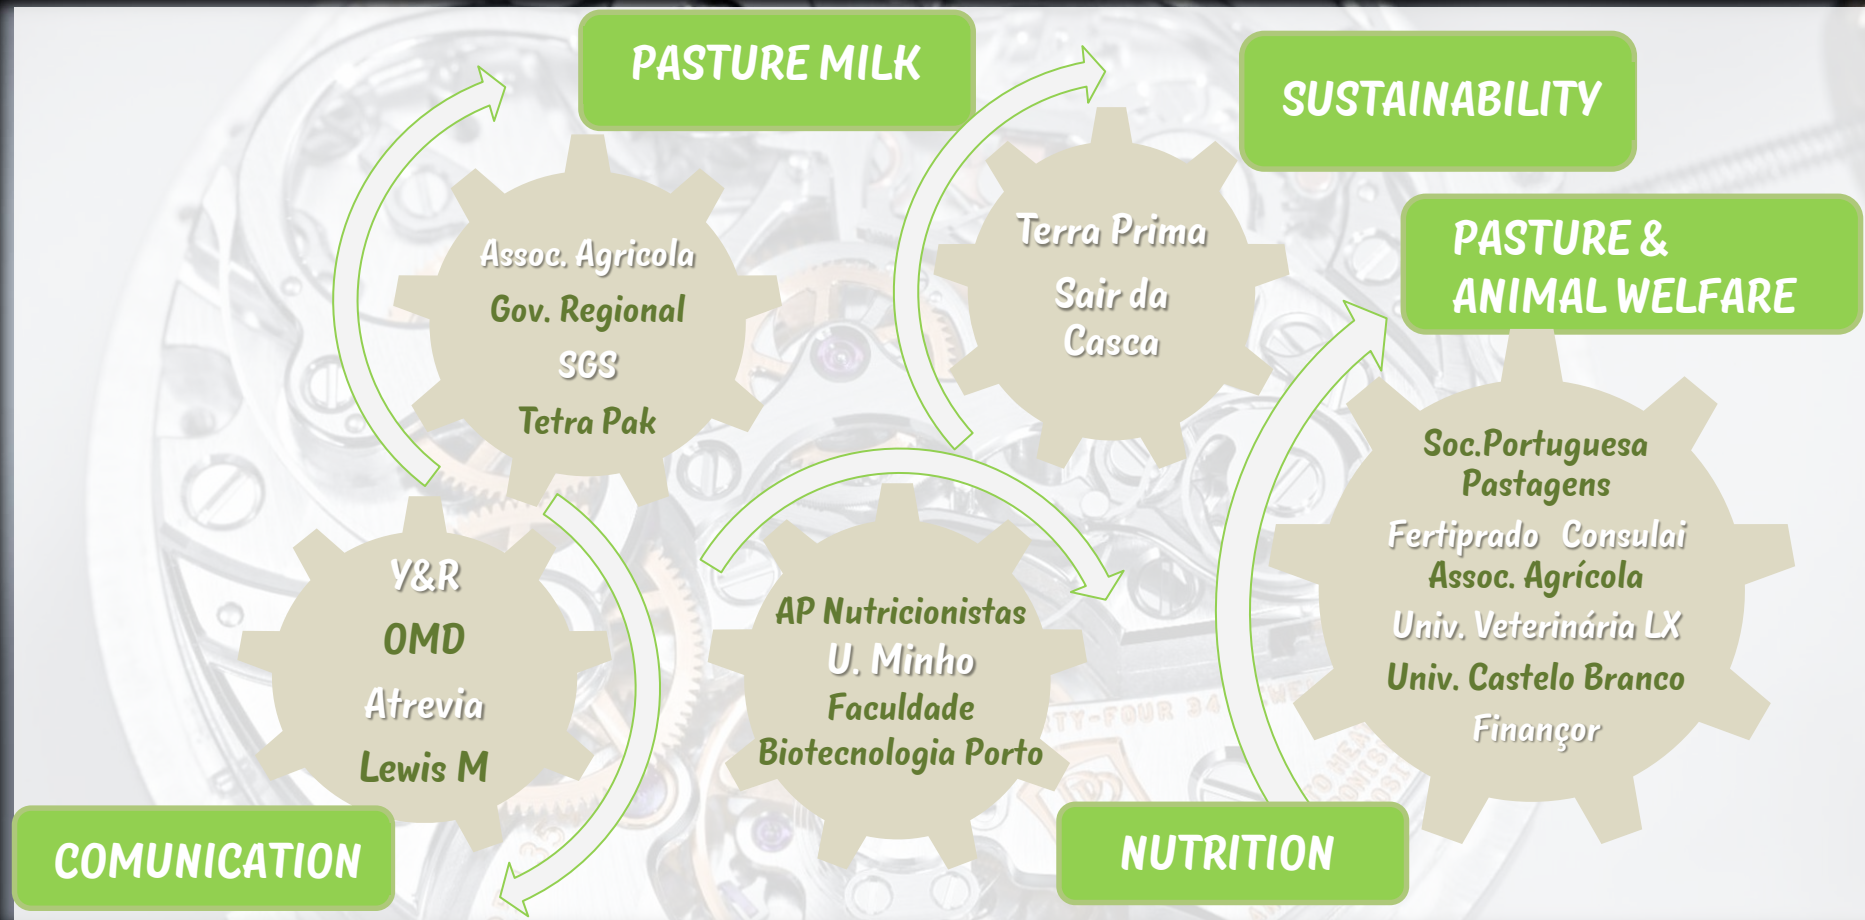 PASTURE MILK
SUSTAINABILITY
PASTURE &
ANIMAL WELFARE
Assoc. Agricola
Gov. Regional
SGS
Tetra Pak
Terra Prima
Sair da
Casca
Soc.Portuguesa
Pastagens
Fertiprado Consulai
Assoc. Agrícola
Univ. Veterinária LX
Univ. Castelo Branco
Finançor
Y&R
OMD
Atrevia
Lewis M
AP Nutricionistas
U. Minho
Faculdade
Biotecnologia Porto
COMUNICATION
NUTRITION